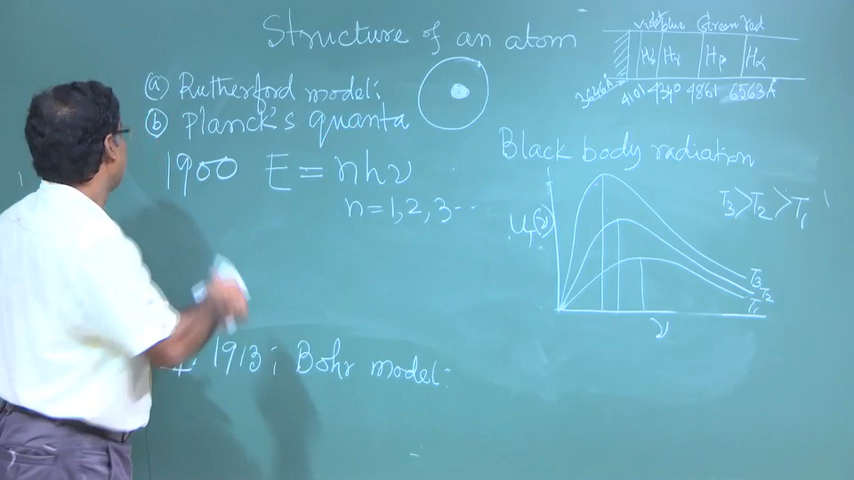 Structure of an atom
(a) Rutherford model:
(b) Planck's quanta
1900 E = nhν
n = 1, 2, 3 --
1913; Bohr model:
violet blue Green red
Hδ Hγ Hβ Hα
3646Å 4101 4340 4861 6563Å
Black body radiation
T3 > T2 > T1
UT(ν)
T3
T2
T1
ν